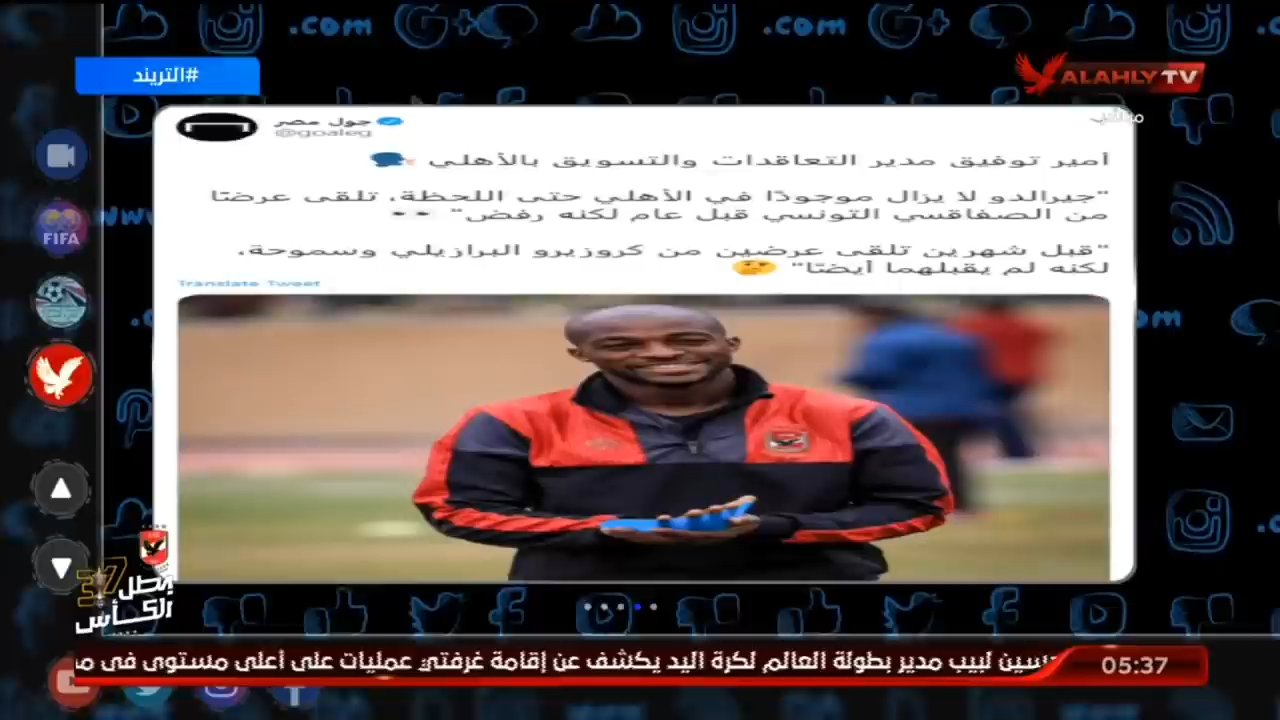 #التريند
ALAHLY TV
جول مصر
@goaleg
أمير توفيق مدير التعاقدات والتسويق بالأهلي
"جيرالدو لا يزال موجودًا في الأهلي حتى اللحظة، تلقى عرضًا
من الصفاقسي التونسي قبل عام لكنه رفض"
"قبل شهرين تلقى عرضين من كروزيرو البرازيلي وسموحة،
لكنه لم يقبلهما أيضًا"
Translate Tweet
FIFA
بطل 37
الكأس
لبيب مدير بطولة العالم لكرة اليد يكشف عن إقامة غرفتي عمليات على أعلى مستوى فى
05:37